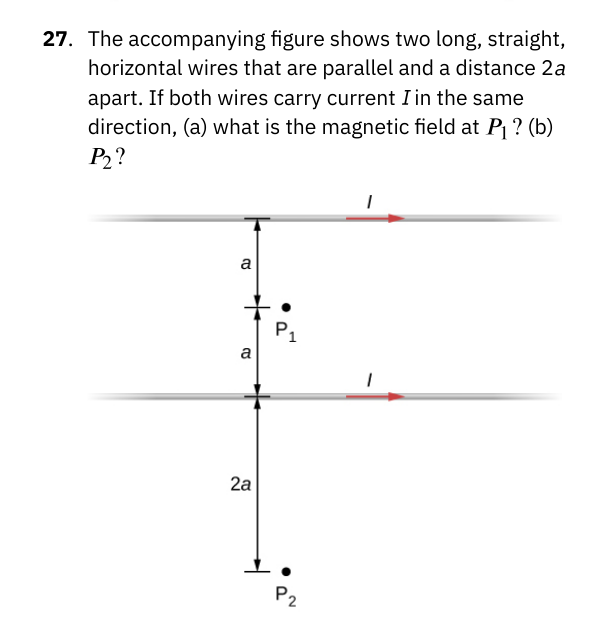 27. The accompanying figure shows two long, straight,
horizontal wires that are parallel and a distance 2a
apart. If both wires carry current I in the same
direction, (a) what is the magnetic field at P₁ ? (b)
P₂ ?
I
a
P₁
a
I
2a
P₂